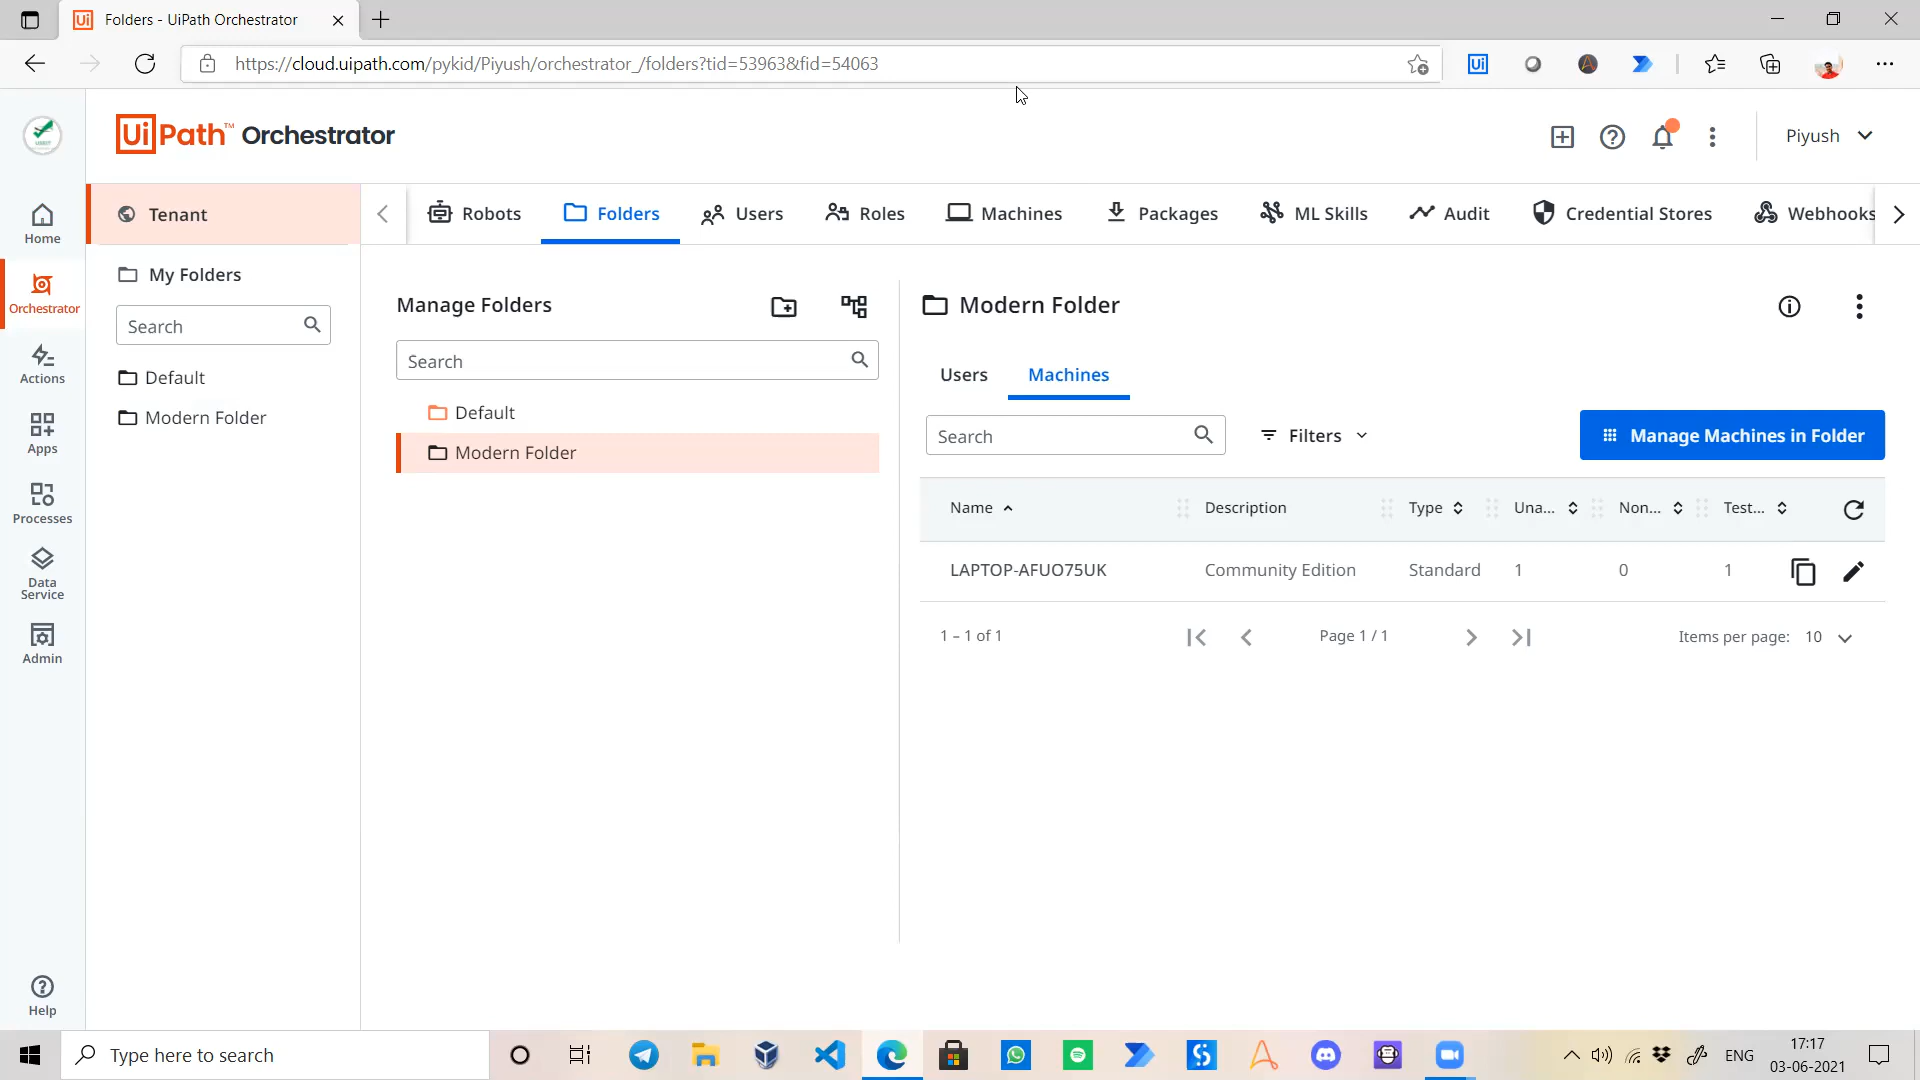 Folders - UiPath Orchestrator
https://cloud.uipath.com/pykid/Piyush/orchestrator_/folders?tid=53963&fid=54063
UiPath™ Orchestrator
Piyush
Home
Orchestrator
Actions
Apps
Processes
Data
Service
Admin
Help
Tenant
My Folders
Search
Default
Modern Folder
Robots
Folders
Users
Roles
Machines
Packages
ML Skills
Audit
Credential Stores
Webhooks
Manage Folders
Search
Default
Modern Folder
Modern Folder
Users
Machines
Search
Filters
Manage Machines in Folder
Name Description Type Una... Non... Test...
LAPTOP-AFUO75UK Community Edition Standard 1 0 1
1 – 1 of 1 Page 1 / 1 Items per page: 10
Type here to search
ENG
17:17
03-06-2021